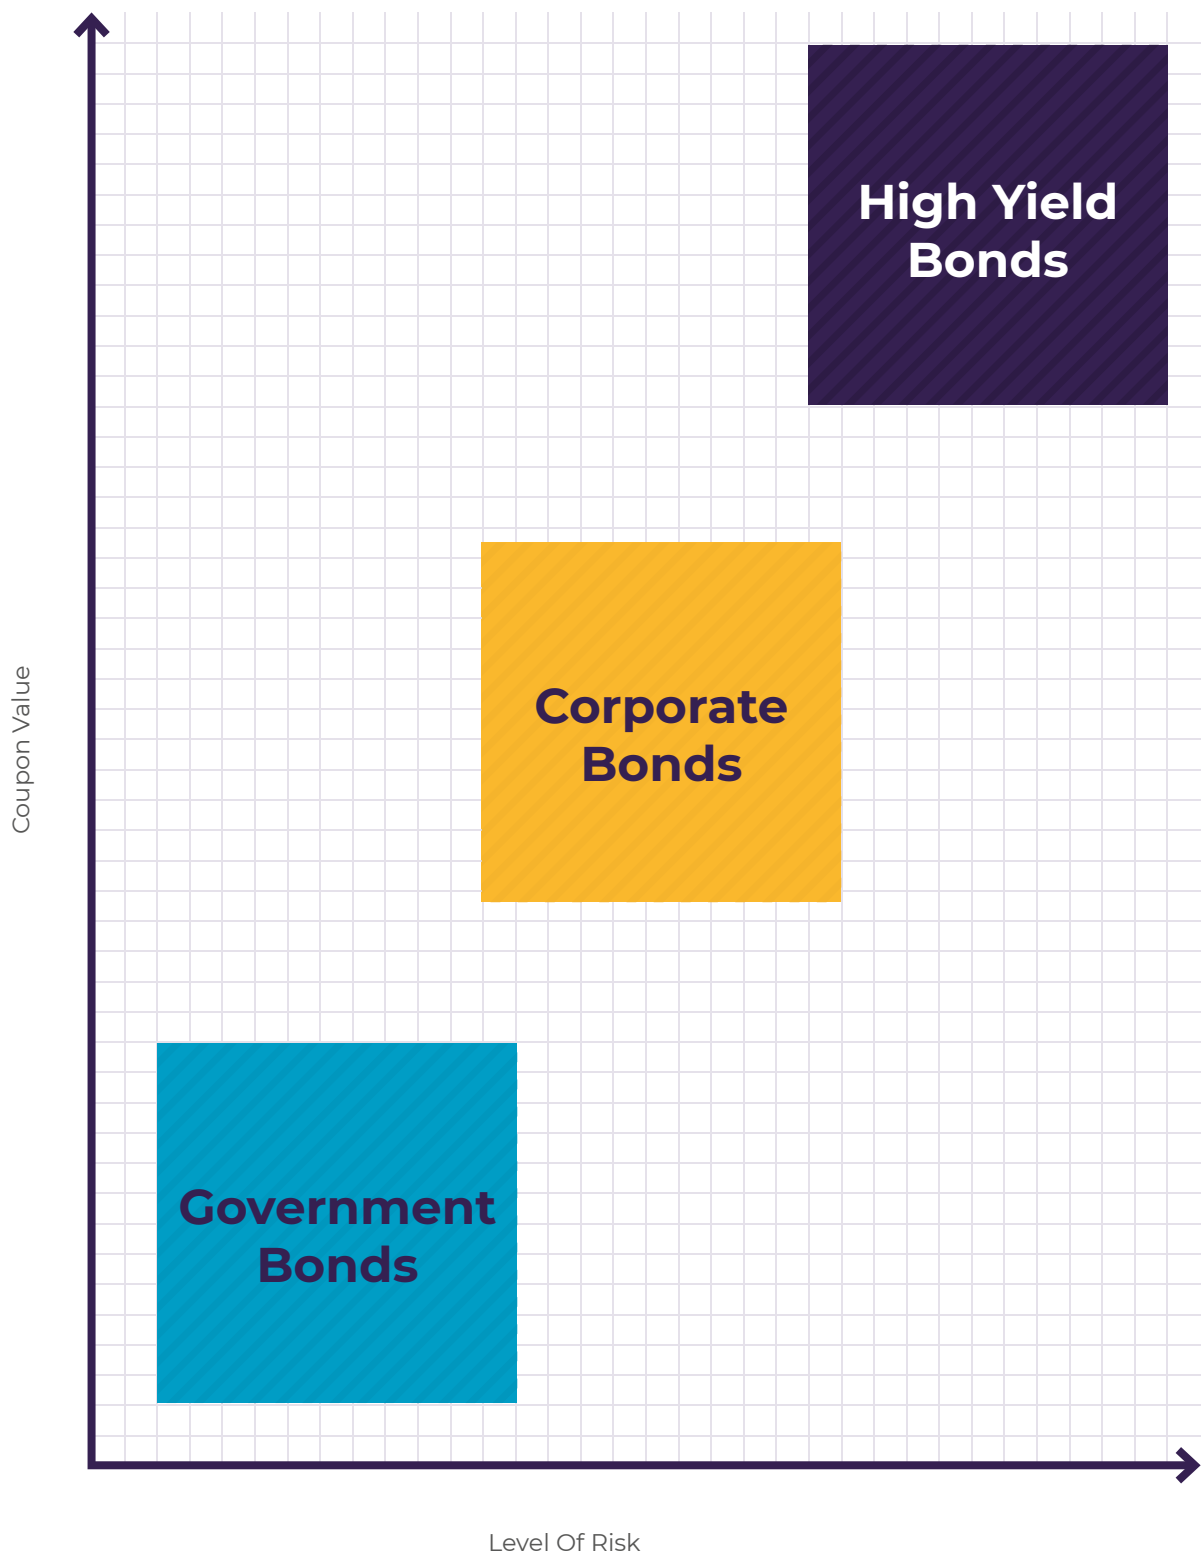 High Yield
Bonds
Corporate
Bonds
Coupon Value
Government
Bonds
Level Of Risk